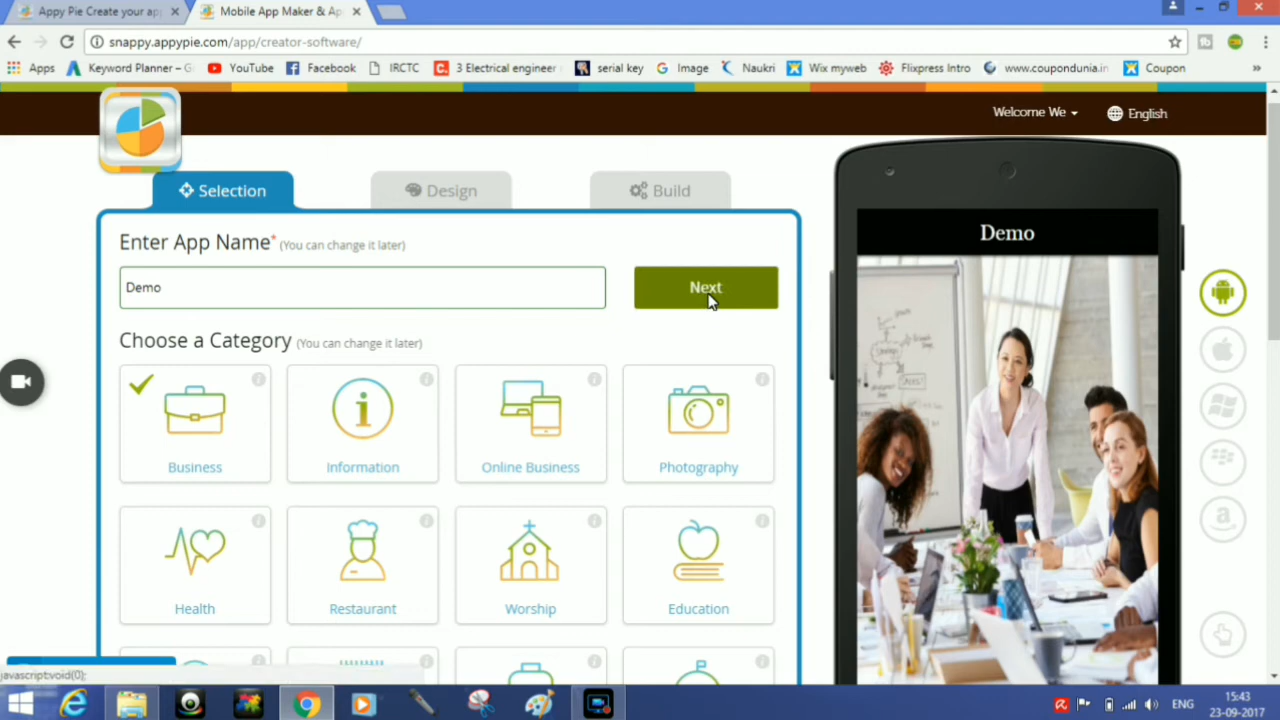 Appy Pie Create your ap
Mobile App Maker & Ap
snappy.appypie.com/app/creator-software/
Apps
Keyword Planner – G
YouTube
Facebook
IRCTC
3 Electrical engineer
serial key
Image
Naukri
Wix myweb
Flixpress Intro
www.coupondunia.in
Coupon
»
Welcome We
English
Selection
Design
Build
Enter App Name* (You can change it later)
Demo
Next
Choose a Category (You can change it later)
Business
Information
Online Business
Photography
Health
Restaurant
Worship
Education
Demo
javascript:void(0);
ENG
15:43
23-09-2017